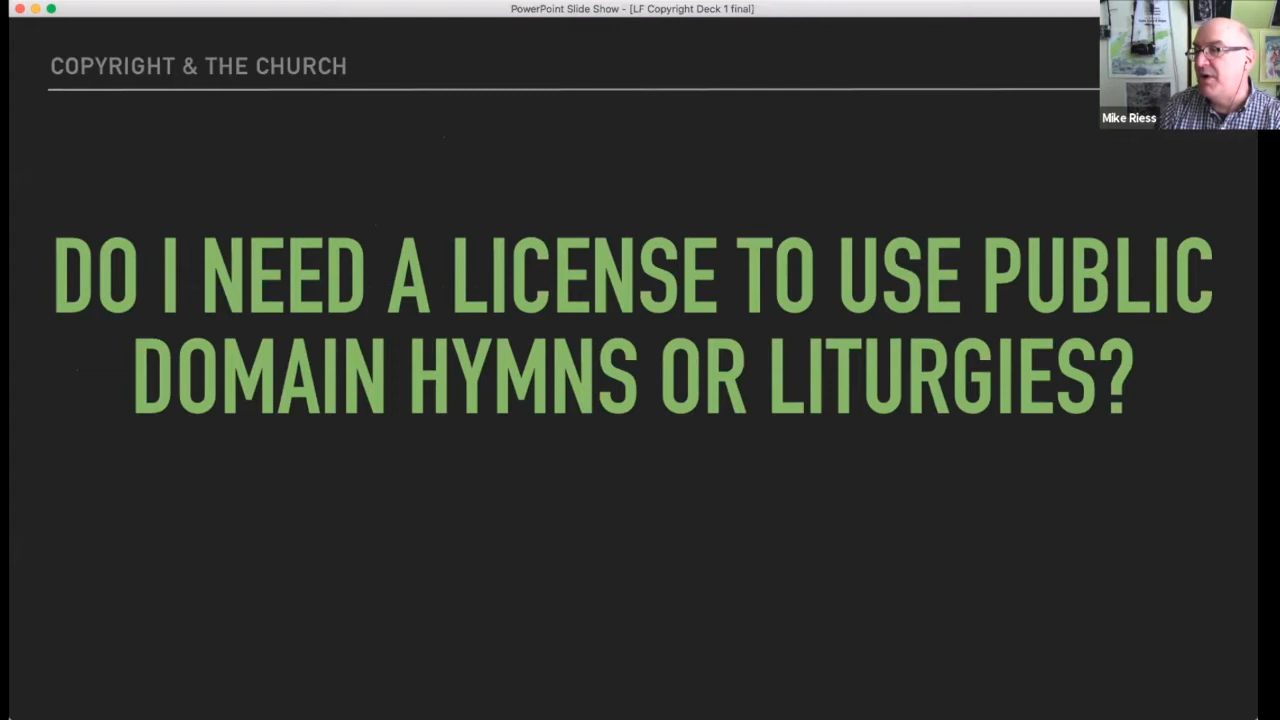 PowerPoint Slide Show - [LF Copyright Deck 1 final]
COPYRIGHT & THE CHURCH
Mike Riess
DO I NEED A LICENSE TO USE PUBLIC
DOMAIN HYMNS OR LITURGIES?